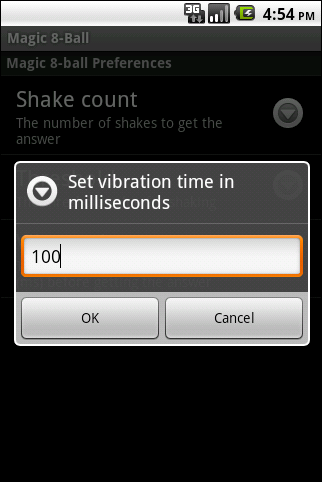 3G
4:54 PM
Magic 8-Ball
Magic 8-ball Preferences
Shake count
The number of shakes to get the
answer
Set vibration time in
milliseconds
100
OK
Cancel